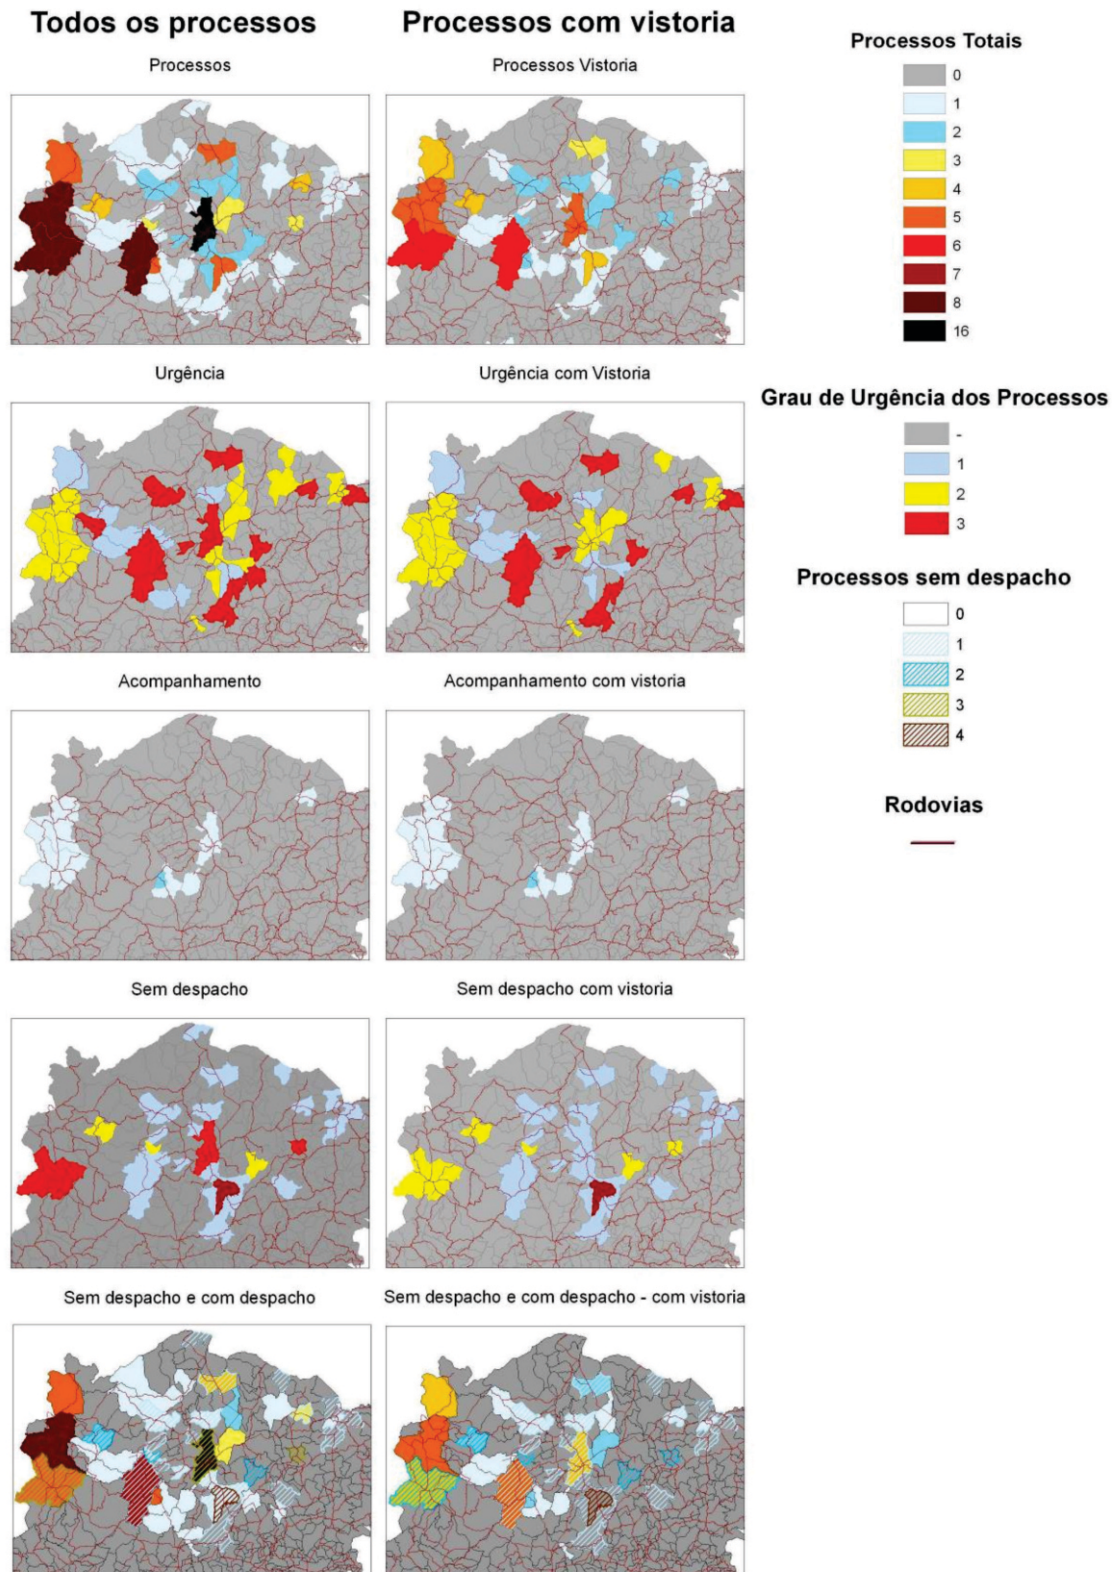 Todos os processos
Processos com vistoria
Processos
Processos Vistoria
Urgência
Urgência com Vistoria
Acompanhamento
Acompanhamento com vistoria
Sem despacho
Sem despacho com vistoria
Sem despacho e com despacho
Sem despacho e com despacho - com vistoria
Processos Totais
0
1
2
3
4
5
6
7
8
16
Grau de Urgência dos Processos
-
1
2
3
Processos sem despacho
0
1
2
3
4
Rodovias